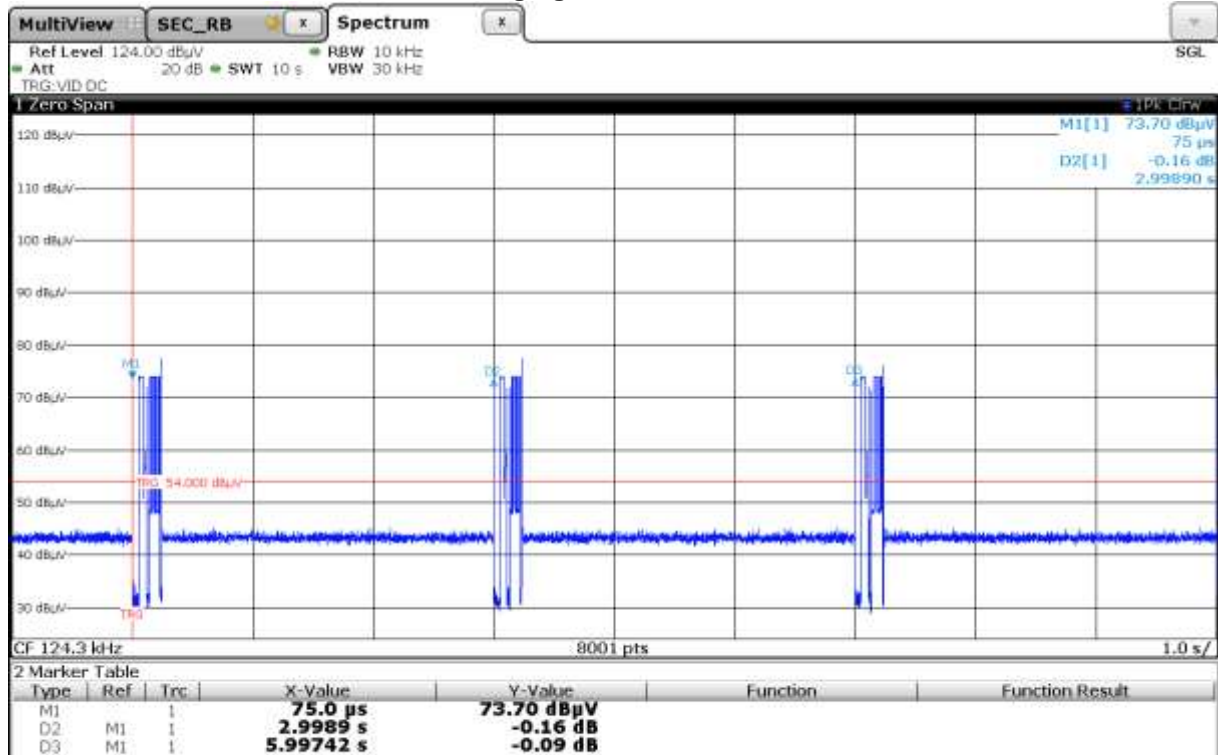 MultiView SEC_RB x Spectrum x
Ref Level 124.00 dBµV RBW 10 kHz SGL
Att 20 dB SWT 10 s VBW 30 kHz
TRG:VID DC
1 Zero Span 1Pk Clrw
M1[1] 73.70 dBµV
75 µs
D2[1] -0.16 dB
2.99890 s
120 dBµV
110 dBµV
100 dBµV
90 dBµV
80 dBµV
M1 D2 D3
70 dBµV
60 dBµV
TRG 54.000 dBµV
50 dBµV
40 dBµV
30 dBµV
TRG
CF 124.3 kHz 8001 pts 1.0 s/
2 Marker Table
Type Ref Trc X-Value Y-Value Function Function Result
M1 1 75.0 µs 73.70 dBµV
D2 M1 1 2.9989 s -0.16 dB
D3 M1 1 5.99742 s -0.09 dB